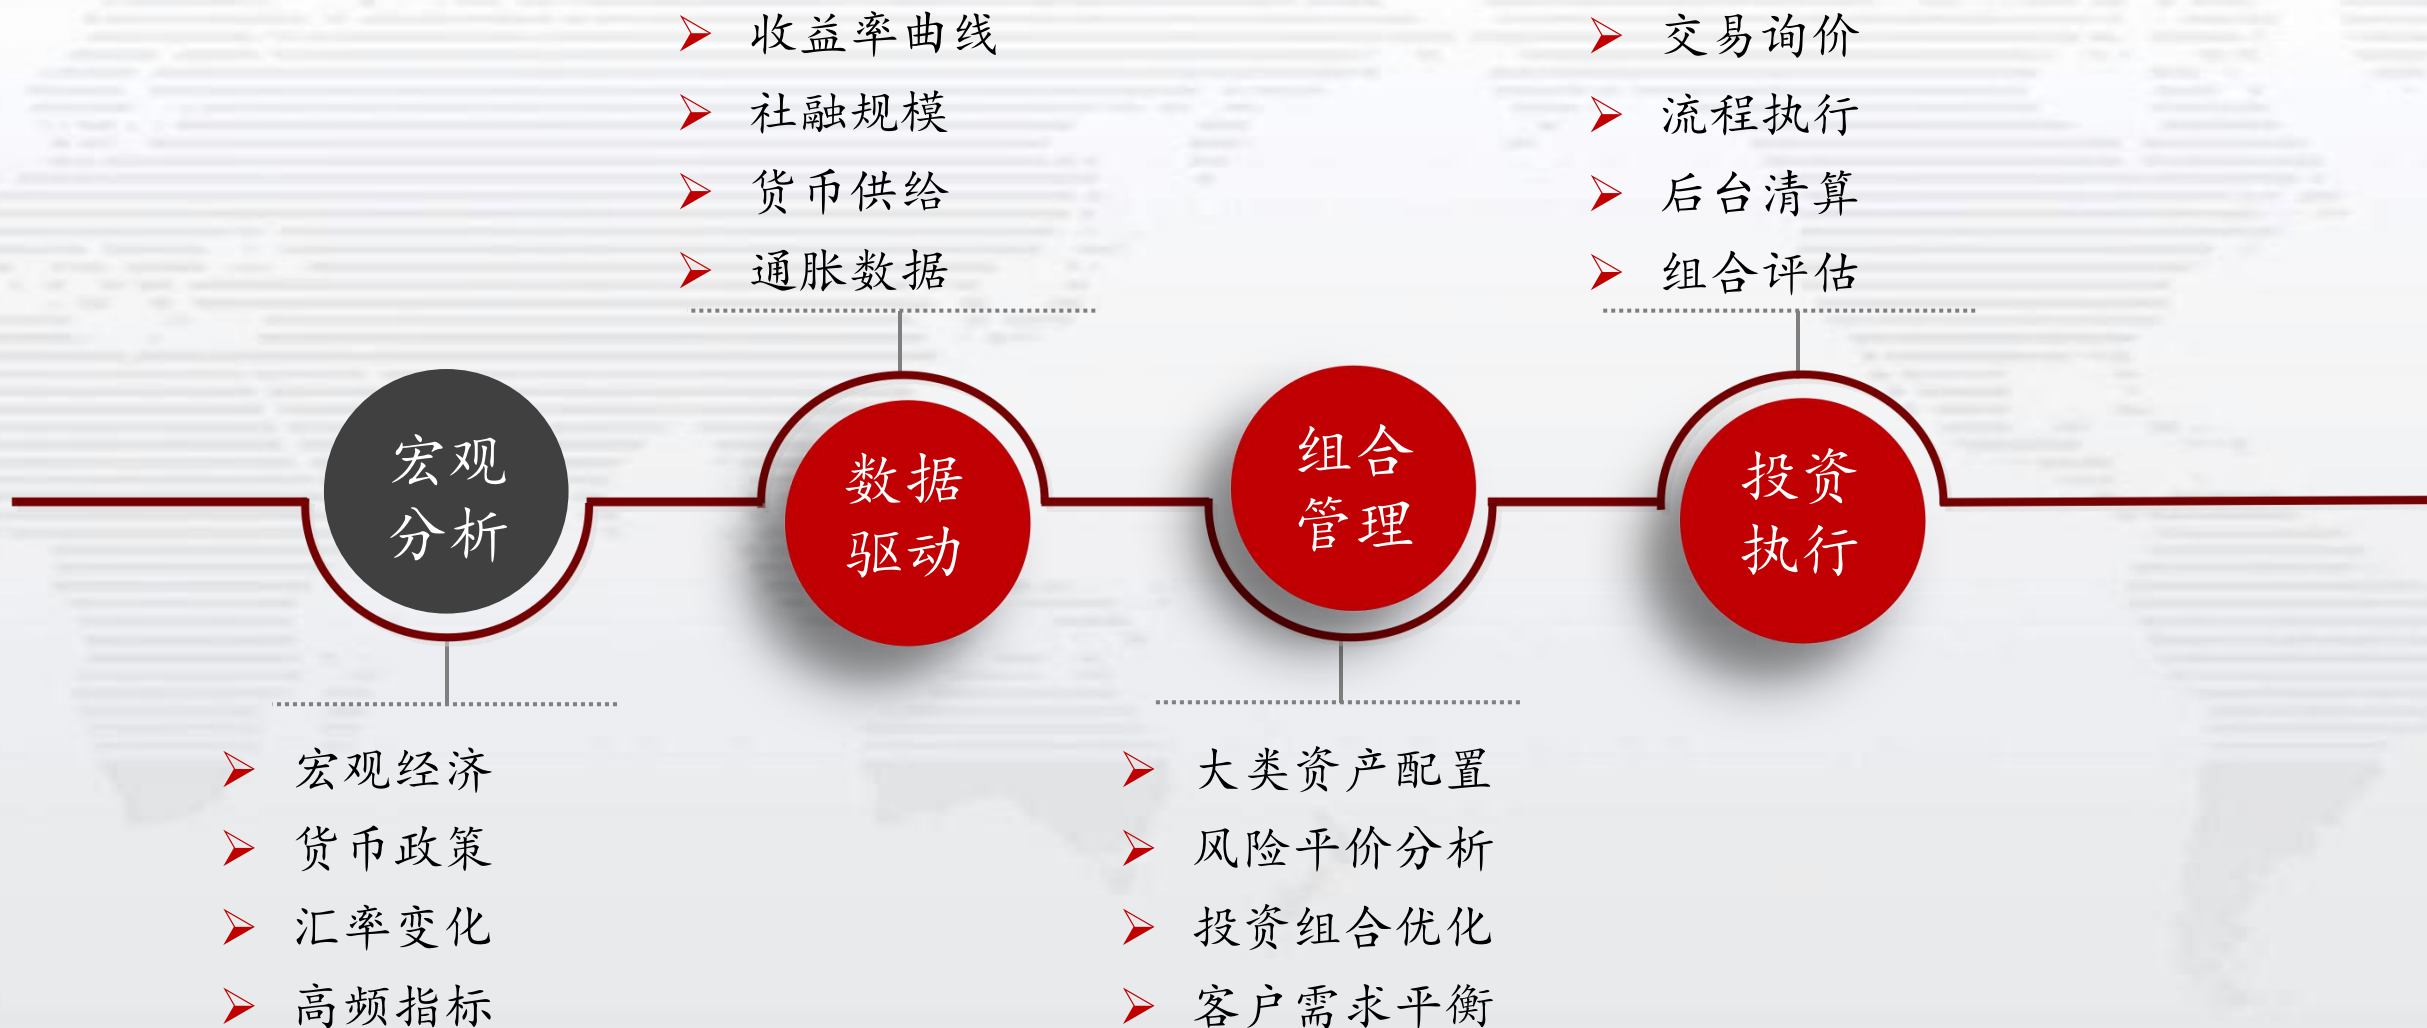 收益率曲线
社融规模
货币供给
通胀数据
交易询价
流程执行
后台清算
组合评估
宏观
分析
数据
驱动
组合
管理
投资
执行
宏观经济
货币政策
汇率变化
高频指标
大类资产配置
风险平价分析
投资组合优化
客户需求平衡